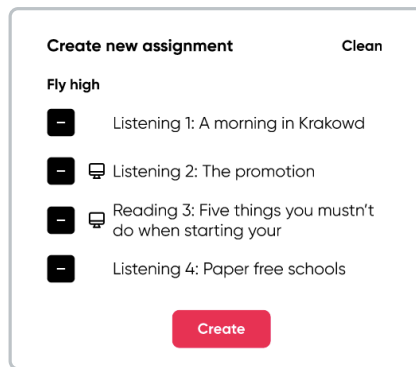 Create new assignment Clean
Fly high
Listening 1: A morning in Krakowd
Listening 2: The promotion
Reading 3: Five things you mustn't
do when starting your
Listening 4: Paper free schools
Create